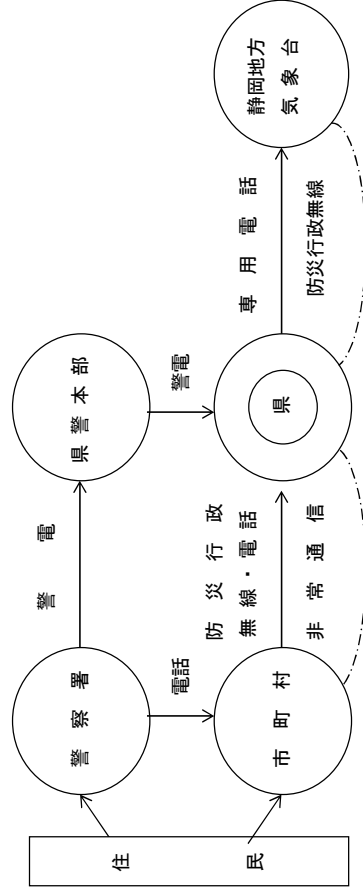 住
民
警察署
警電
県警本部
電話
警電
市町村
防災行政
無線・電話
非常通信
県
専用電話
防災行政無線
静岡地方
気象台